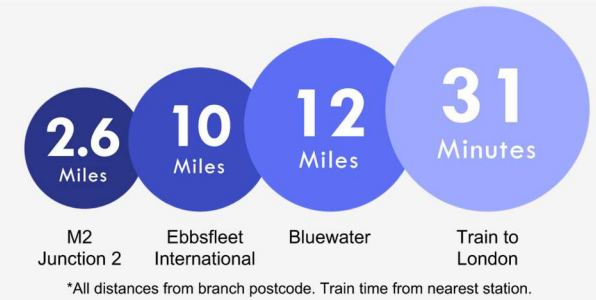 2.6
Miles
10
Miles
12
Miles
31
Minutes
M2
Junction 2
Ebbsfleet
International
Bluewater
Train to
London
*All distances from branch postcode. Train time from nearest station.